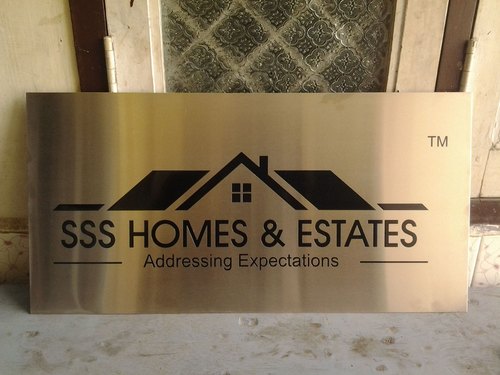 TM
SSS HOMES & ESTATES
Addressing Expectations